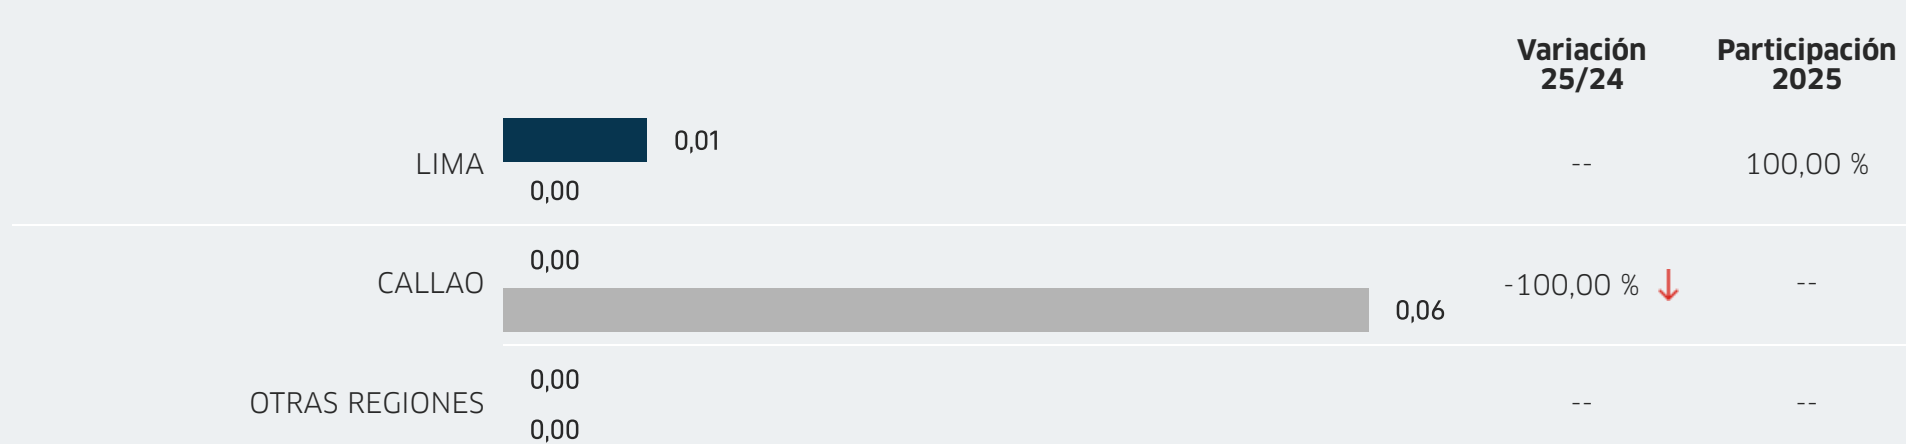 Variación
25/24
Participación
2025
LIMA
0,01
0,00
--
100,00 %
CALLAO
0,00
0,06
-100,00 %
--
OTRAS REGIONES
0,00
0,00
--
--